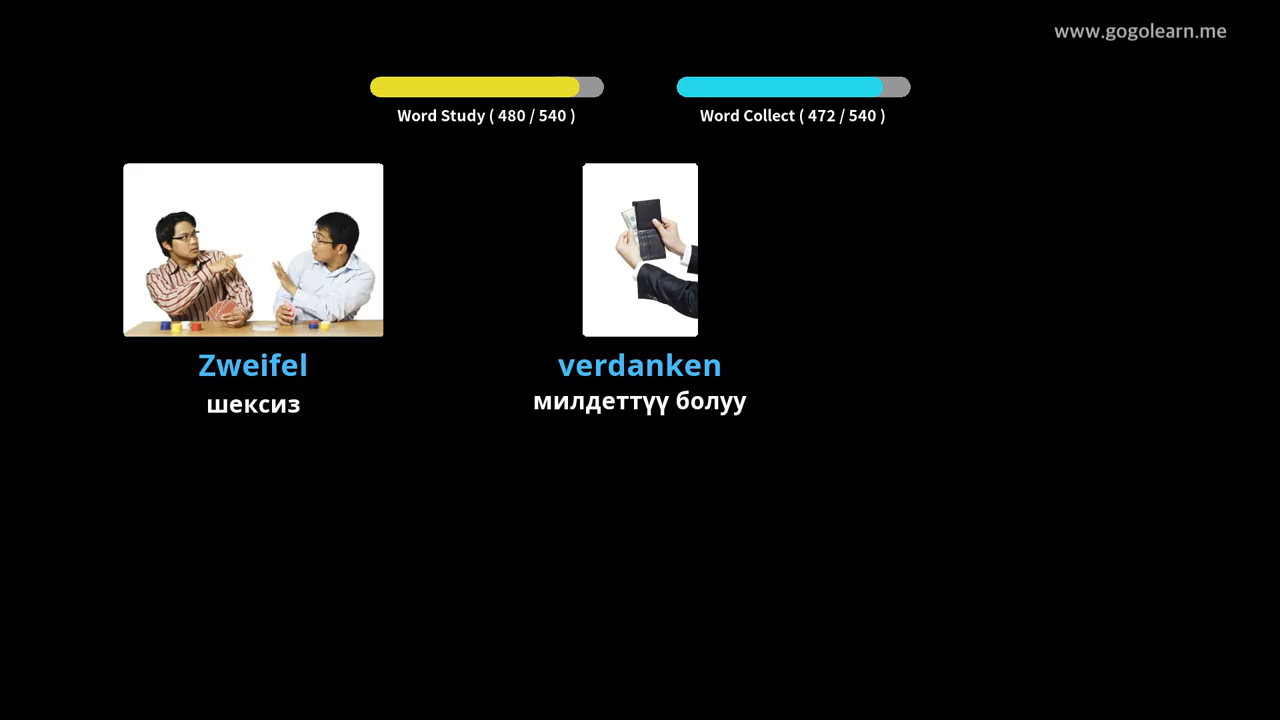 www.gogolearn.me
Word Study ( 480 / 540 )
Word Collect ( 472 / 540 )
Zweifel
шексиз
verdanken
милдеттүү болуу